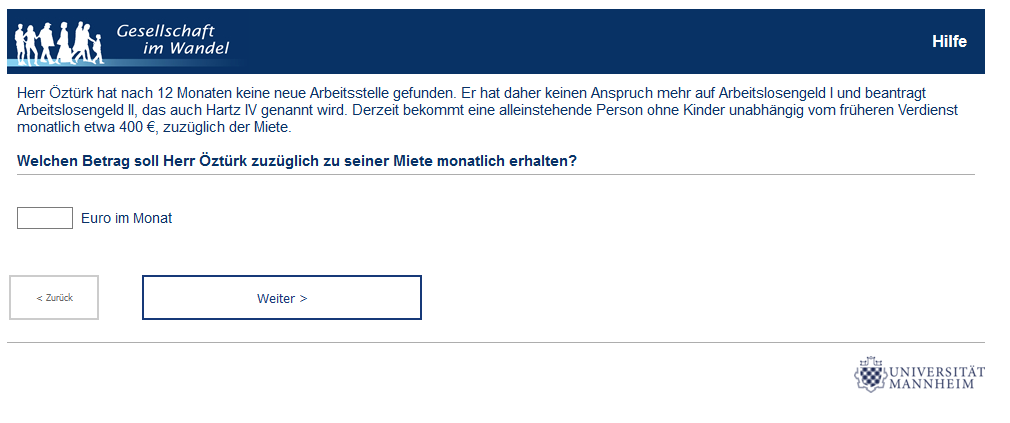 Gesellschaft
im Wandel
Hilfe
Herr Öztürk hat nach 12 Monaten keine neue Arbeitsstelle gefunden. Er hat daher keinen Anspruch mehr auf Arbeitslosengeld I und beantragt
Arbeitslosengeld II, das auch Hartz IV genannt wird. Derzeit bekommt eine alleinstehende Person ohne Kinder unabhängig vom früheren Verdienst
monatlich etwa 400 €, zuzüglich der Miete.
Welchen Betrag soll Herr Öztürk zuzüglich zu seiner Miete monatlich erhalten?
Euro im Monat
< Zurück
Weiter >
UNIVERSITÄT
MANNHEIM